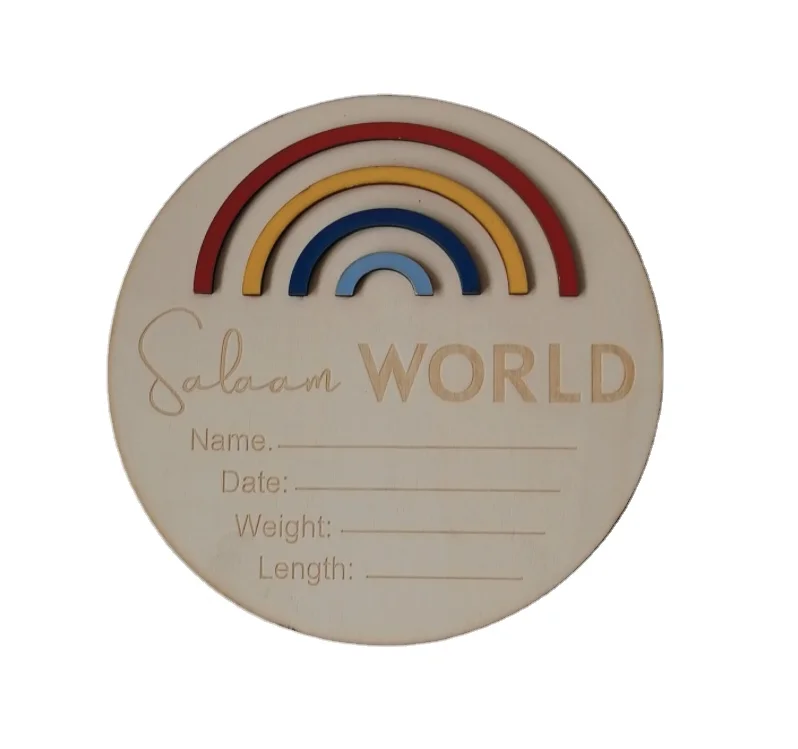 Salaam WORLD
Name.
Date:
Weight:
Length: